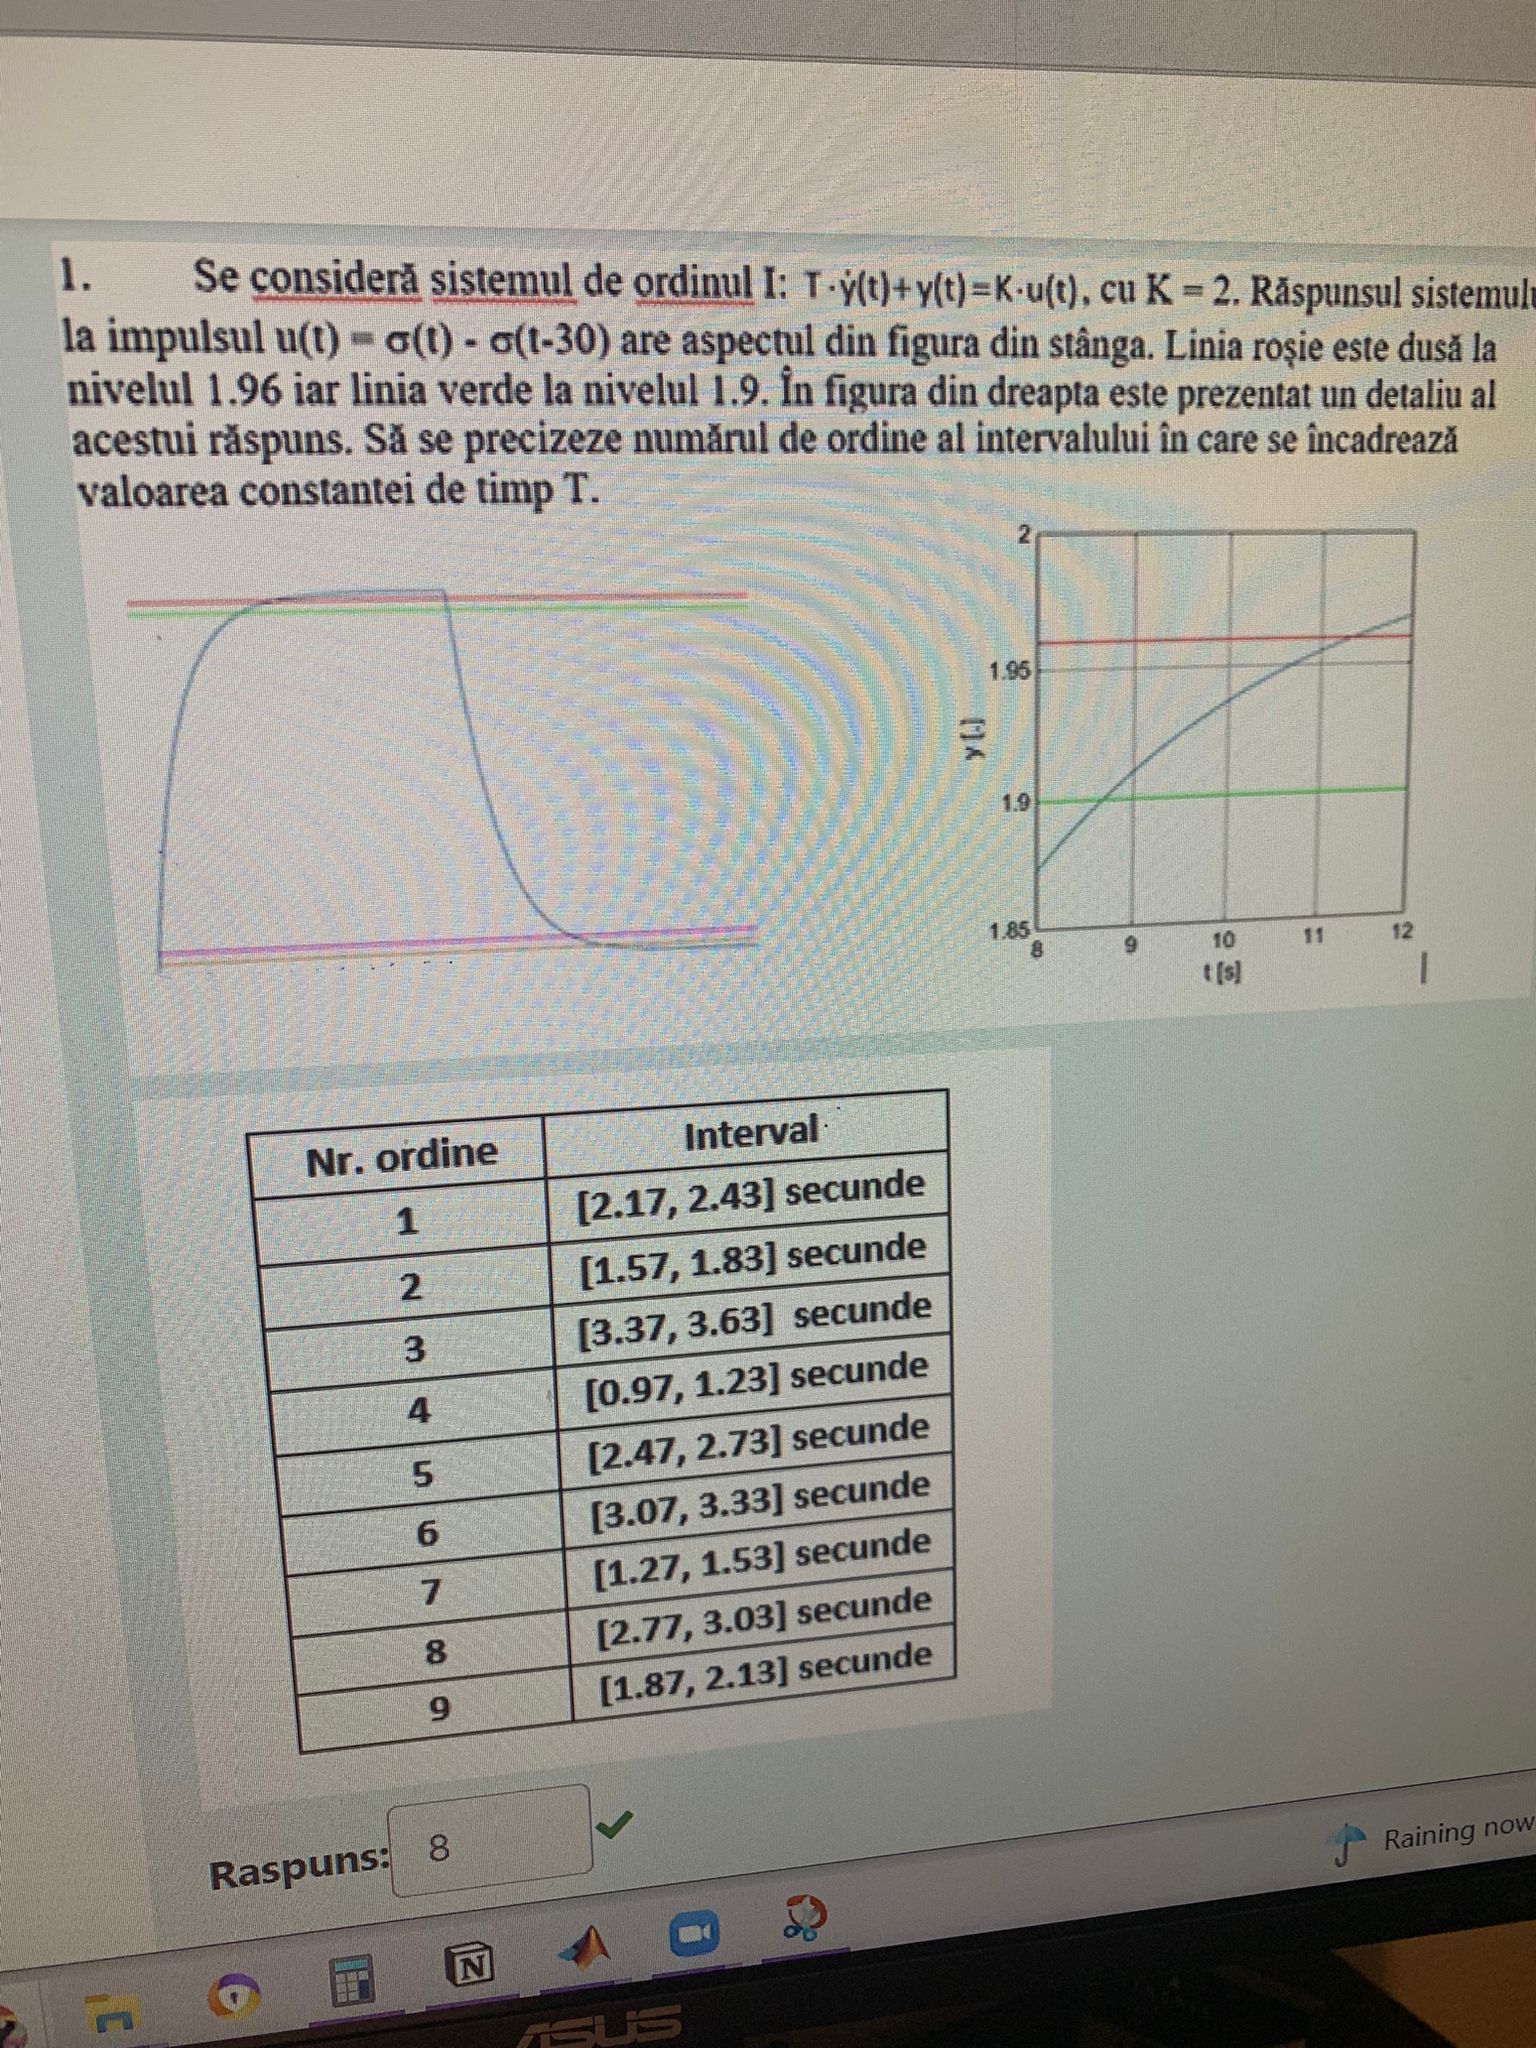 1. Se consideră sistemul de ordinul I: T·ẏ(t)+y(t)=K·u(t), cu K = 2. Răspunsul sistemulu
la impulsul u(t) = σ(t) - σ(t-30) are aspectul din figura din stânga. Linia roșie este dusă la
nivelul 1.96 iar linia verde la nivelul 1.9. În figura din dreapta este prezentat un detaliu al
acestui răspuns. Să se precizeze numărul de ordine al intervalului în care se încadrează
valoarea constantei de timp T.
2
1.95
y [-]
1.9
1.85
8 9 10 11 12
t [s]
Nr. ordine Interval
1 [2.17, 2.43] secunde
2 [1.57, 1.83] secunde
3 [3.37, 3.63] secunde
4 [0.97, 1.23] secunde
5 [2.47, 2.73] secunde
6 [3.07, 3.33] secunde
7 [1.27, 1.53] secunde
8 [2.77, 3.03] secunde
9 [1.87, 2.13] secunde
Raspuns: 8
Raining now
N
ASUS